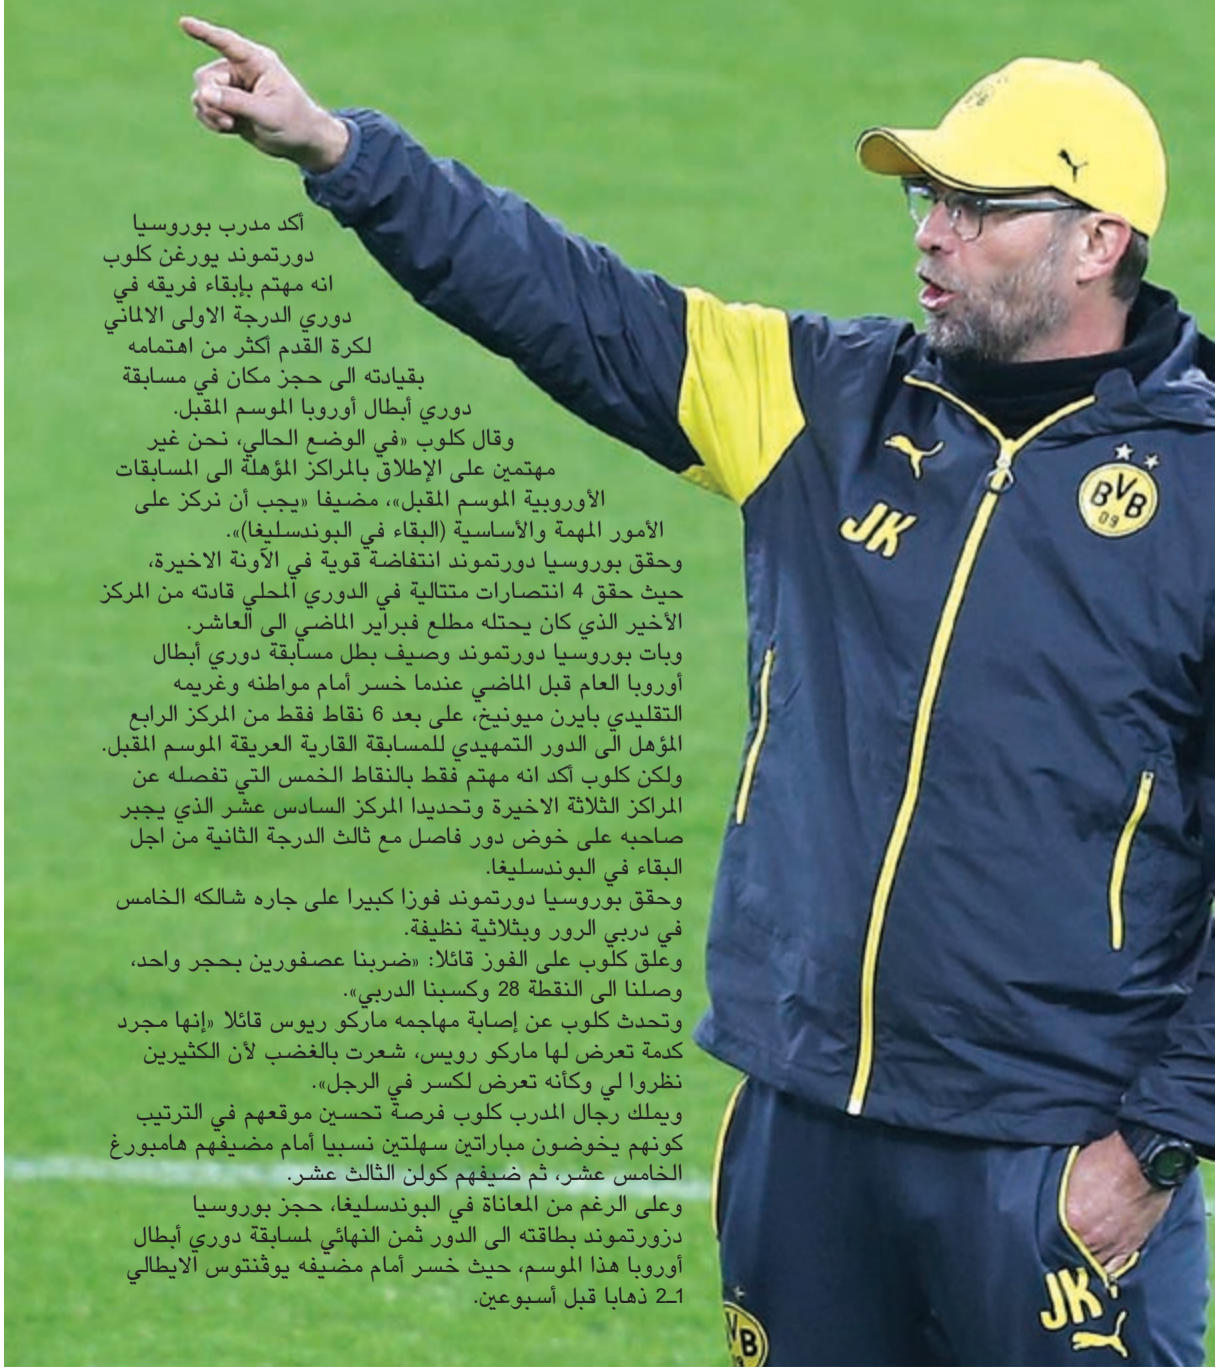 أكد مدرب بوروسيا
دورتموند يورغن كلوب
انه مهتم بإبقاء فريقه في
دوري الدرجة الاولى الالماني
لكرة القدم أكثر من اهتمامه
بقيادته الى حجز مكان في مسابقة
دوري أبطال أوروبا الموسم المقبل.
وقال كلوب «في الوضع الحالي، نحن غير
مهتمين على الإطلاق بالمراكز المؤهلة الى المسابقات
الأوروبية الموسم المقبل»، مضيفا «يجب أن نركز على
الأمور المهمة والأساسية (البقاء في البوندسليغا)».
وحقق بوروسيا دورتموند انتفاضة قوية في الآونة الاخيرة،
حيث حقق 4 انتصارات متتالية في الدوري المحلي قادته من المركز
الأخير الذي كان يحتله مطلع فبراير الماضي الى العاشر.
وبات بوروسيا دورتموند وصيف بطل مسابقة دوري أبطال
أوروبا العام قبل الماضي عندما خسر أمام مواطنه وغريمه
التقليدي بايرن ميونيخ، على بعد 6 نقاط فقط من المركز الرابع
المؤهل الى الدور التمهيدي للمسابقة القارية العريقة الموسم المقبل.
ولكن كلوب أكد انه مهتم فقط بالنقاط الخمس التي تفصله عن
المراكز الثلاثة الاخيرة وتحديدا المركز السادس عشر الذي يجبر
صاحبه على خوض دور فاصل مع ثالث الدرجة الثانية من اجل
البقاء في البوندسليغا.
وحقق بوروسيا دورتموند فوزا كبيرا على جاره شالكه الخامس
في دربي الرور وبثلاثية نظيفة.
وعلق كلوب على الفوز قائلا: «ضربنا عصفورين بحجر واحد،
وصلنا الى النقطة 28 وكسبنا الدربي».
وتحدث كلوب عن إصابة مهاجمه ماركو ريوس قائلا «إنها مجرد
كدمة تعرض لها ماركو رويس، شعرت بالغضب لأن الكثيرين
نظروا لي وكأنه تعرض لكسر في الرجل».
ويملك رجال المدرب كلوب فرصة تحسين موقعهم في الترتيب
كونهم يخوضون مباراتين سهلتين نسبيا أمام مضيفهم هامبورغ
الخامس عشر، ثم ضيفهم كولن الثالث عشر.
وعلى الرغم من المعاناة في البوندسليغا، حجز بوروسيا
دزورتموند بطاقته الى الدور ثمن النهائي لمسابقة دوري أبطال
أوروبا هذا الموسم، حيث خسر أمام مضيفه يوڤنتوس الايطالي
1ـ2 ذهابا قبل أسبوعين.
JK
BVB
09
JK
VB
09